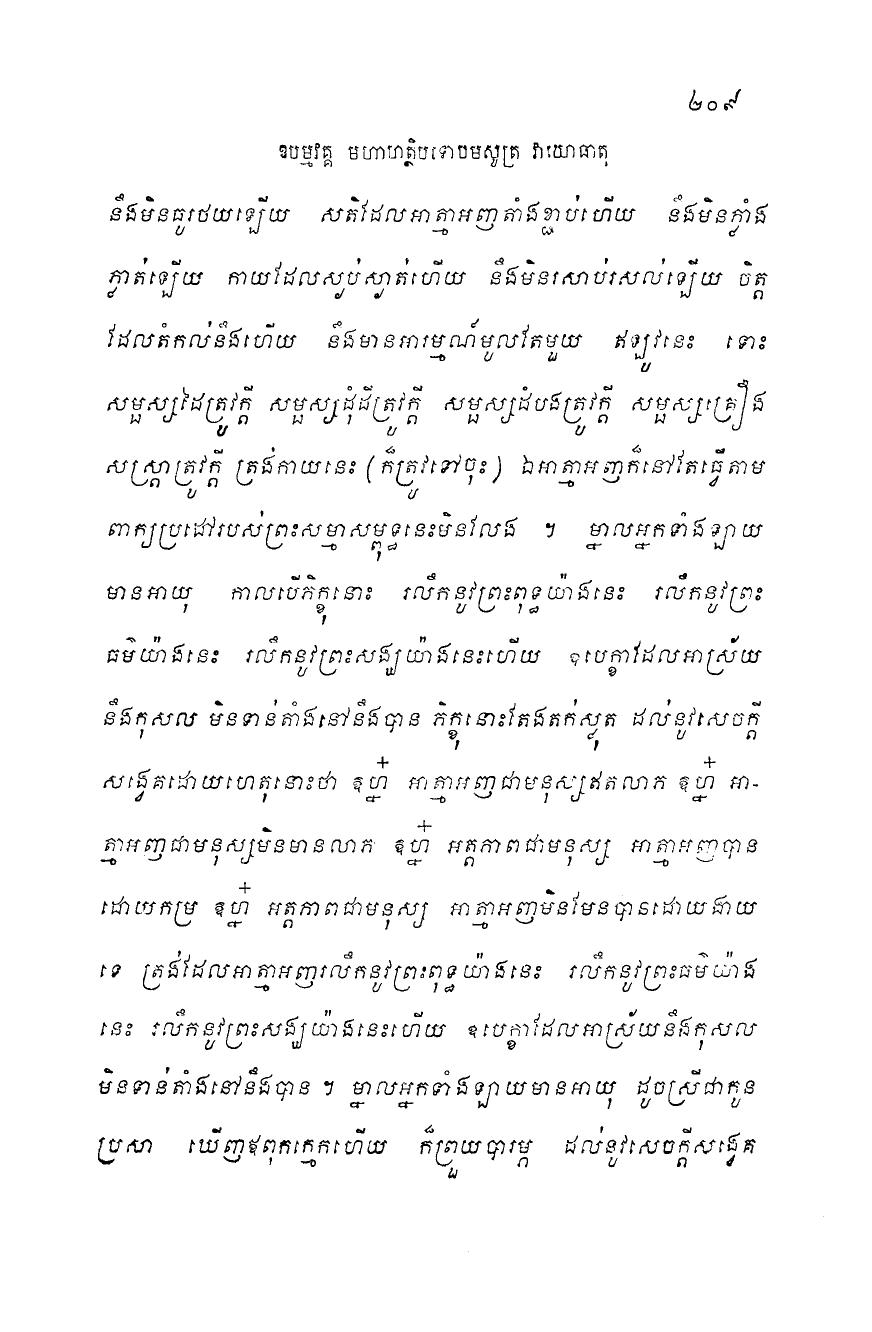 ២០៩
ឱបម្មវគ្គ មហាហត្ថិបទោបមសូត្រ វាយោធាតុ
នឹងមិនធូរថយឡើយ សតិដែលអាត្មាអញតាំងខ្ជាប់ហើយ នឹងមិនភ្លាំង
ភ្លាត់ឡើយ កាយដែលស្ងប់ស្ងាត់ហើយ នឹងមិនរសាប់រសល់ឡើយ ចិត្ត
ដែលតំកល់នឹងហើយ នឹងមានអារម្មណ៍មូលតែមួយ ឥឡូវនេះ ទោះ
សម្ផស្សដៃត្រូវក្តី សម្ផស្សដុំដីត្រូវក្តី សម្ផស្សដំបងត្រូវក្តី សម្ផស្សគ្រឿង
សស្ត្រាត្រូវក្តី ត្រង់កាយនេះ (ក៏ត្រូវទៅចុះ) ឯអាត្មាអញក៏នៅតែធ្វើតាម
ពាក្យប្រដៅរបស់ព្រះសម្មាសម្ពុទ្ធនេះមិនលែង ។ ម្នាលអ្នកទាំងឡាយ
មានអាយុ កាលបើភិក្ខុនោះ រលឹកនូវព្រះពុទ្ធយ៉ាងនេះ រលឹកនូវព្រះ
ធម៌យ៉ាងនេះ រលឹកនូវព្រះសង្ឃយ៉ាងនេះហើយ ឧបេក្ខាដែលអាស្រ័យ
នឹងកុសល មិនទាន់តាំងនៅនឹងបាន ភិក្ខុនោះតែងតក់ស្លុត ដល់នូវសេចក្តី
សង្វេគដោយហេតុនោះថា ឱហ្ន៎ អាត្មាអញជាមនុស្សឥតលាភ ឱហ្ន៎ អា-
ត្មាអញជាមនុស្សមិនមានលាភ ឱហ្ន៎ អត្តភាពជាមនុស្ស អាត្មាអញបាន
ដោយកម្រ ឱហ្ន៎ អត្តភាពជាមនុស្ស អាត្មាអញមិនមែនបានដោយងាយ
ទេ ត្រង់ដែលអាត្មាអញរលឹកនូវព្រះពុទ្ធយ៉ាងនេះ រលឹកនូវព្រះធម៌យ៉ាង
នេះ រលឹកនូវព្រះសង្ឃយ៉ាងនេះហើយ ឧបេក្ខាដែលអាស្រ័យនឹងកុសល
មិនទាន់តាំងនៅនឹងបាន ។ ម្នាលអ្នកទាំងឡាយមានអាយុ ដូចស្រីជាកូន
ប្រសា ឃើញឪពុកក្មេកហើយ ក៏ព្រួយបារម្ភ ដល់នូវសេចក្តីសង្វេគ